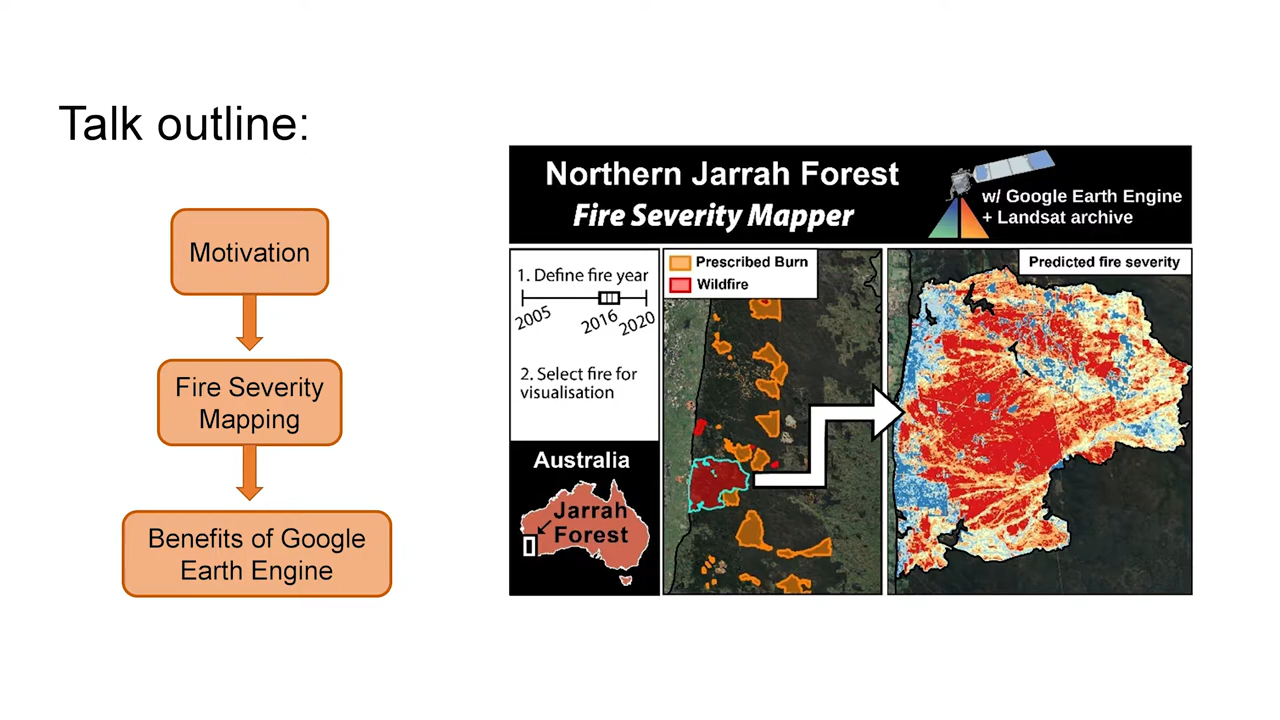 Talk outline:
Motivation
Fire Severity
Mapping
Benefits of Google
Earth Engine
Northern Jarrah Forest
Fire Severity Mapper
w/ Google Earth Engine
+ Landsat archive
1. Define fire year
2005
2016
2020
2. Select fire for
visualisation
Australia
Jarrah
Forest
Prescribed Burn
Wildfire
Predicted fire severity